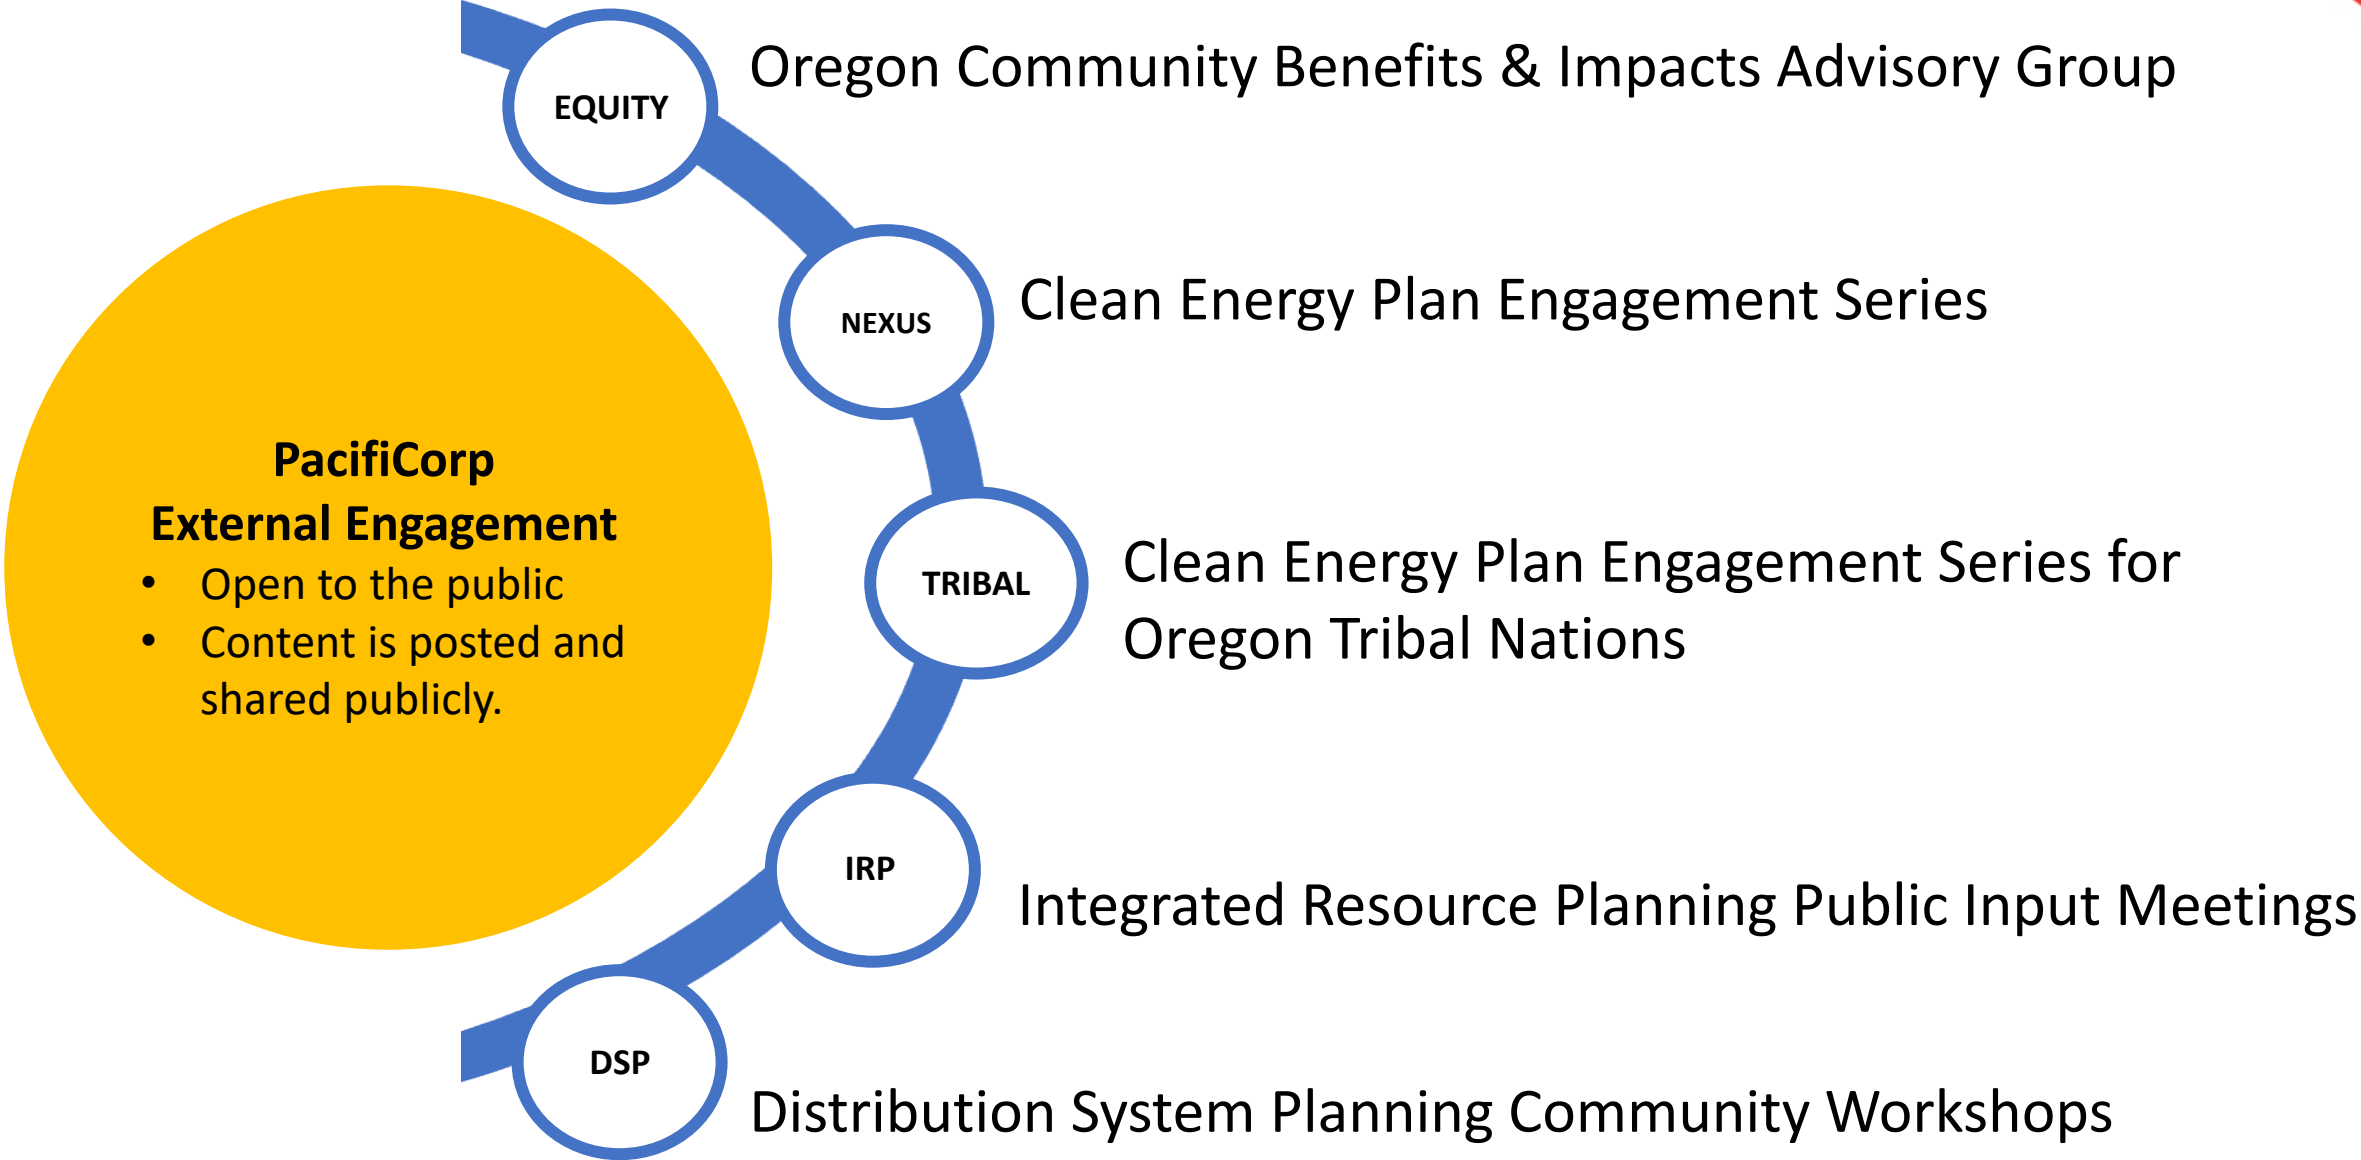 EQUITY
Oregon Community Benefits & Impacts Advisory Group
NEXUS
Clean Energy Plan Engagement Series
PacifiCorp
External Engagement
• Open to the public
• Content is posted and
shared publicly.
TRIBAL
Clean Energy Plan Engagement Series for
Oregon Tribal Nations
IRP
Integrated Resource Planning Public Input Meetings
DSP
Distribution System Planning Community Workshops